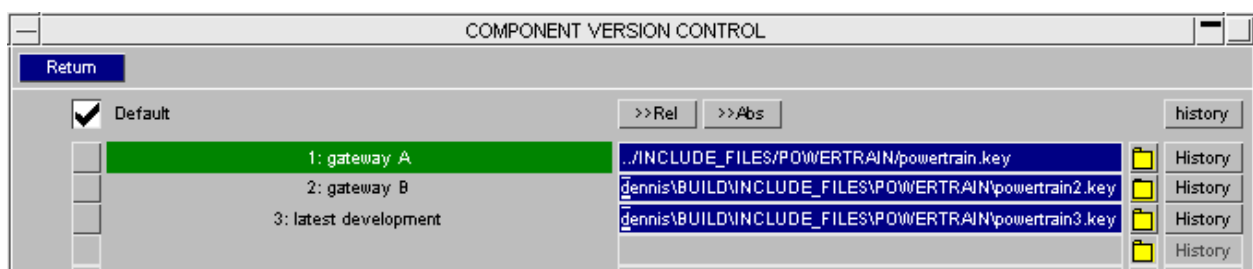 COMPONENT VERSION CONTROL
Return
Default >>Rel >>Abs history
1: gateway A ../INCLUDE_FILES/POWERTRAIN/powertrain.key History
2: gateway B dennis\BUILD\INCLUDE_FILES\POWERTRAIN\powertrain2.key History
3: latest development dennis\BUILD\INCLUDE_FILES\POWERTRAIN\powertrain3.key History
History